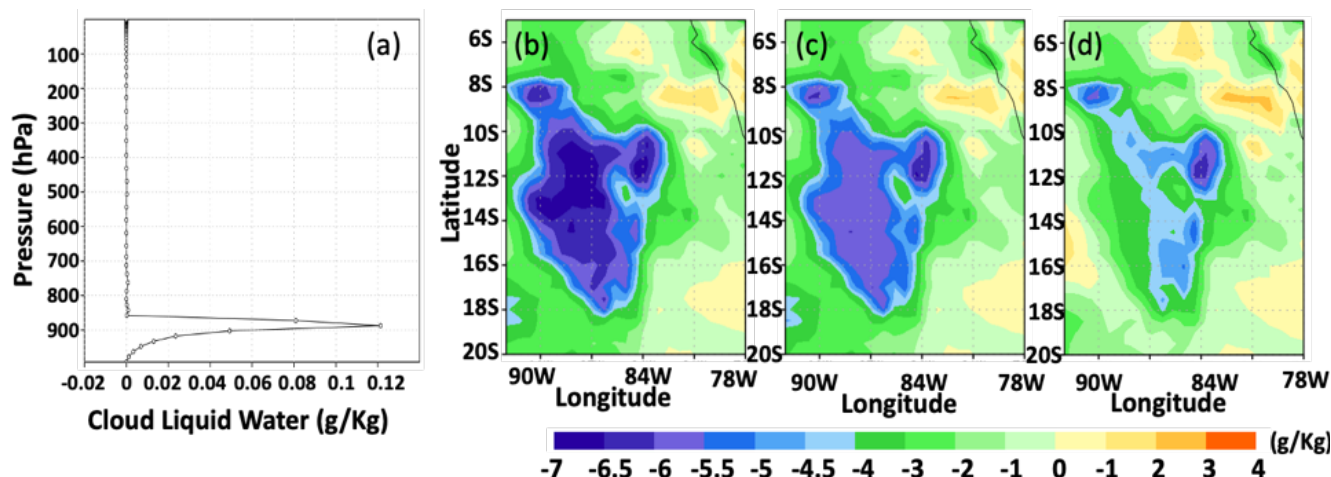 (a)
100
200
300
400
500
600
700
800
900
Pressure (hPa)
-0.02 0 0.02 0.04 0.06 0.08 0.1 0.12
Cloud Liquid Water (g/Kg)
(b)
6S
8S
10S
12S
14S
16S
18S
20S
Latitude
90W 84W 78W
Longitude
(c)
6S
8S
10S
12S
14S
16S
18S
20S
90W 84W 78W
Longitude
(d)
6S
8S
10S
12S
14S
16S
18S
20S
90W 84W 78W
Longitude
(g/Kg)
-7 -6.5 -6 -5.5 -5 -4.5 -4 -3 -2 -1 0 -1 2 3 4